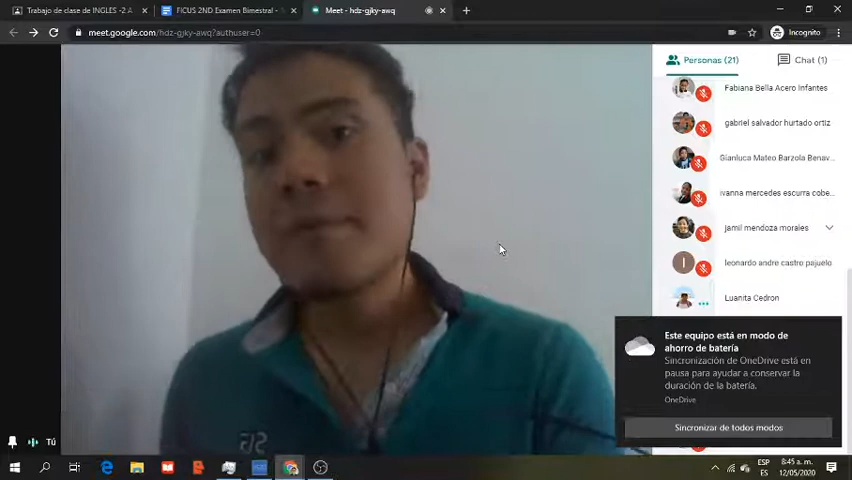 Trabajo de clase de INGLES -2 A
FICUS 2ND Examen Bimestral -
Meet - hdz-gjky-awq
meet.google.com/hdz-gjky-awq?authuser=0
Incognito
Personas (21)
Chat (1)
Fabiana Bella Acero Infantes
gabriel salvador hurtado ortiz
Gianluca Mateo Barzola Benav...
ivanna mercedes escurra cobe...
jamil mendoza morales
l
leonardo andre castro pajuelo
Luanita Cedron
Este equipo está en modo de
ahorro de batería
Sincronización de OneDrive está en
pausa para ayudar a conservar la
duración de la batería.
OneDrive
Sincronizar de todos modos
Tú
ESP
ES
8:45 a. m.
12/05/2020